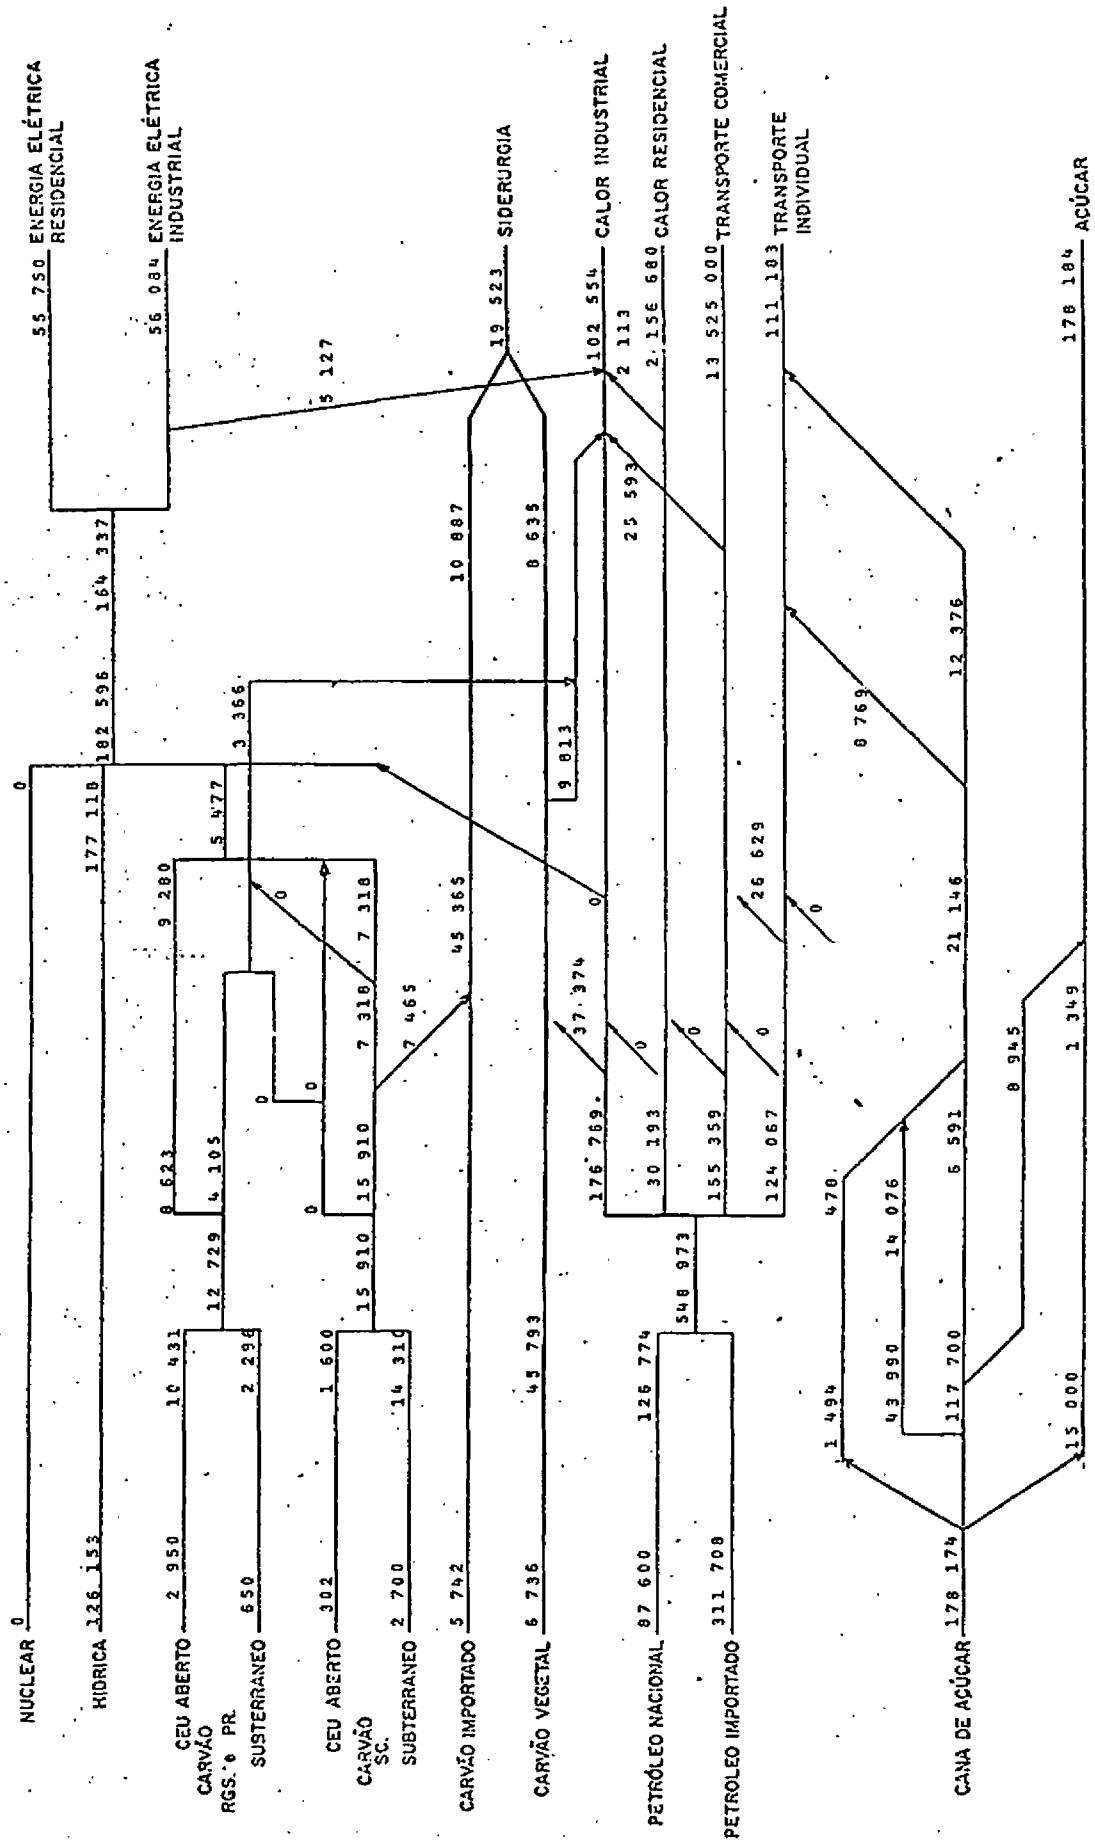 NUCLEAR 0 0
55 750 ENERGIA ELÉTRICA
RESIDENCIAL
HIDRICA 126 153 177 118 182 596 164 337
56 084 ENERGIA ELÉTRICA
INDUSTRIAL
CEU ABERTO 2 950 10 431 8 623 9 280
CARVÃO
RGS. e PR.
12 729 4 105 5 477
SUSTERRANEO 650 2 298 0 3 366
0
CEU ABERTO 302 1 600 0 0 5 127
CARVÃO
SC.
15 910 15 910 7 318 7 318
SUBTERRANEO 2 700 14 310 7 465
CARVÃO IMPORTADO 5 742 45 365 10 887
19 523 SIDERURGIA
CARVÃO VEGETAL 6 736 45 793 8 635
9 813
37 374
176 769 0 102 554 CALOR INDUSTRIAL
0 25 593 2 113
PETRÓLEO NACIONAL 87 600 126 774 30 193 2 156 680 CALOR RESIDENCIAL
548 973 0
PETROLEO IMPORTADO 311 708 155 359 13 525 000 TRANSPORTE COMERCIAL
0 26 629
124 067 111 183 TRANSPORTE
INDIVIDUAL
0
1 494 478 8 769
43 990 14 076
CANA DE AÇÚCAR 178 174 117 700 6 591 21 146 12 376
8 945
15 000 1 349 178 184 AÇÚCAR